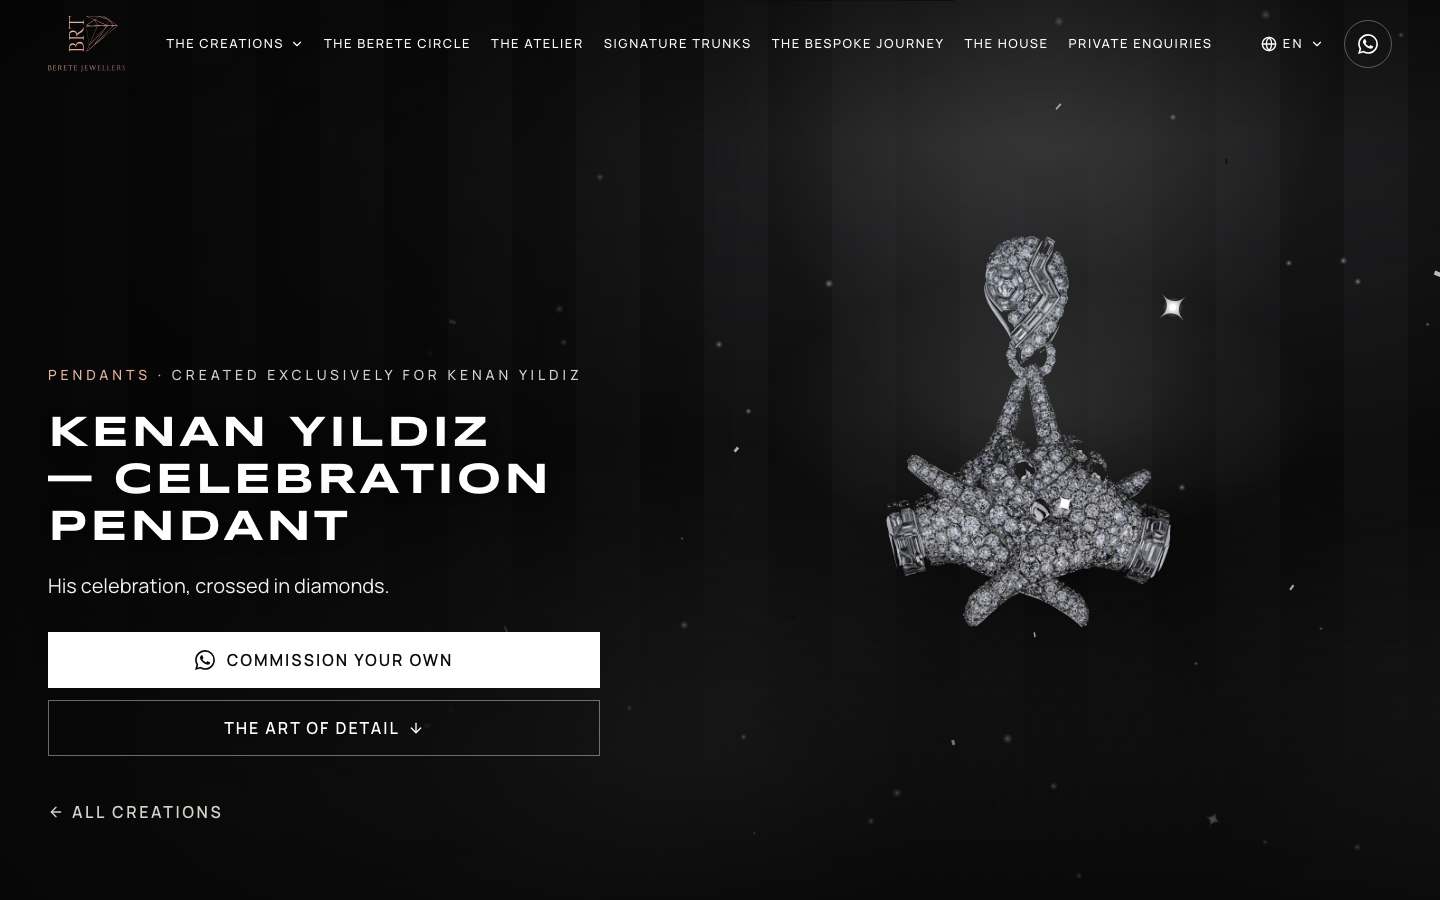 BRT
BERETE JEWELLERS
THE CREATIONS
THE BERETE CIRCLE
THE ATELIER
SIGNATURE TRUNKS
THE BESPOKE JOURNEY
THE HOUSE
PRIVATE ENQUIRIES
EN
PENDANTS · CREATED EXCLUSIVELY FOR KENAN YILDIZ
KENAN YILDIZ
— CELEBRATION
PENDANT
His celebration, crossed in diamonds.
COMMISSION YOUR OWN
THE ART OF DETAIL ↓
← ALL CREATIONS